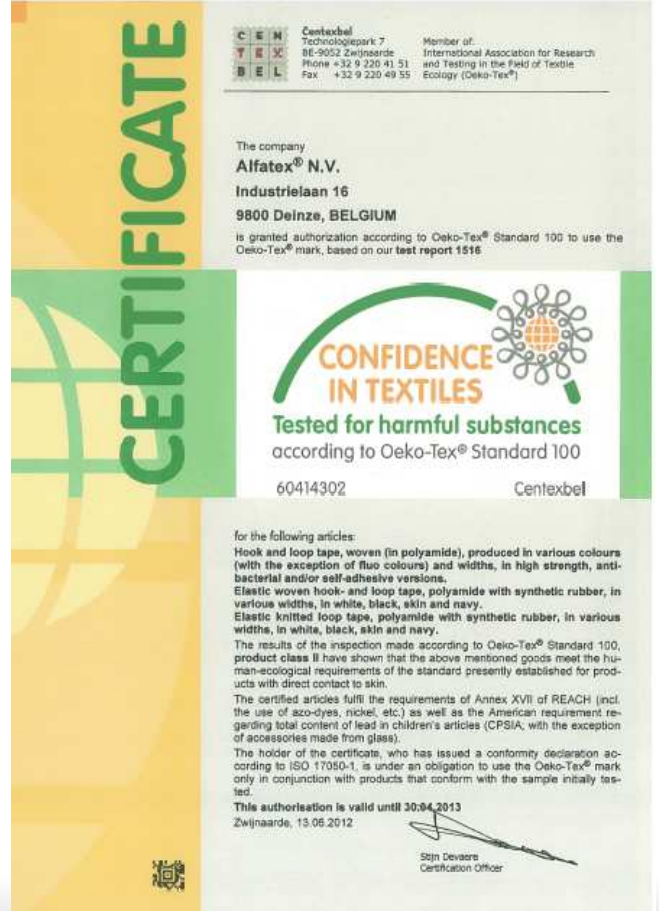 CERTIFICATE
CEN
TEX
BEL
Centexbel
Technologiepark 7
BE-9052 Zwijnaarde
Phone +32 9 220 41 51
Fax +32 9 220 49 55
Member of:
International Association for Research
and Testing in the Field of Textile
Ecology (Oeko-Tex®)
The company
Alfatex® N.V.
Industrielaan 16
9800 Deinze, BELGIUM
is granted authorization according to Oeko-Tex® Standard 100 to use the
Oeko-Tex® mark, based on our test report 1516
CONFIDENCE
IN TEXTILES
Tested for harmful substances
according to Oeko-Tex® Standard 100
60414302 Centexbel
for the following articles:
Hook and loop tape, woven (in polyamide), produced in various colours
(with the exception of fluo colours) and widths, in high strength, anti-
bacterial and/or self-adhesive versions.
Elastic woven hook- and loop tape, polyamide with synthetic rubber, in
various widths, in white, black, skin and navy.
Elastic knitted loop tape, polyamide with synthetic rubber, in various
widths, in white, black, skin and navy.
The results of the inspection made according to Oeko-Tex® Standard 100,
product class II have shown that the above mentioned goods meet the hu-
man-ecological requirements of the standard presently established for prod-
ucts with direct contact to skin.
The certified articles fulfil the requirements of Annex XVII of REACH (incl.
the use of azo-dyes, nickel, etc.) as well as the American requirement re-
garding total content of lead in children's articles (CPSIA; with the exception
of accessories made from glass).
The holder of the certificate, who has issued a conformity declaration ac-
cording to ISO 17050-1, is under an obligation to use the Oeko-Tex® mark
only in conjunction with products that conform with the sample initially tes-
ted.
This authorisation is valid until 30.04.2013
Zwijnaarde, 13.06.2012
Stijn Devaere
Certification Officer